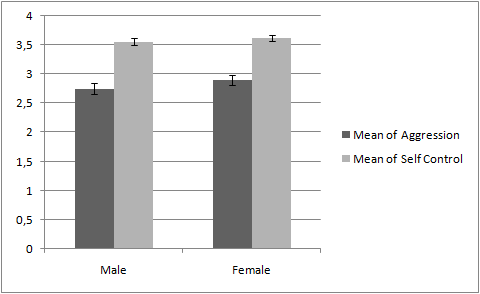 4
3,5
3
2,5
2
1,5
1
0,5
0
Male
Female
Mean of Aggression
Mean of Self Control